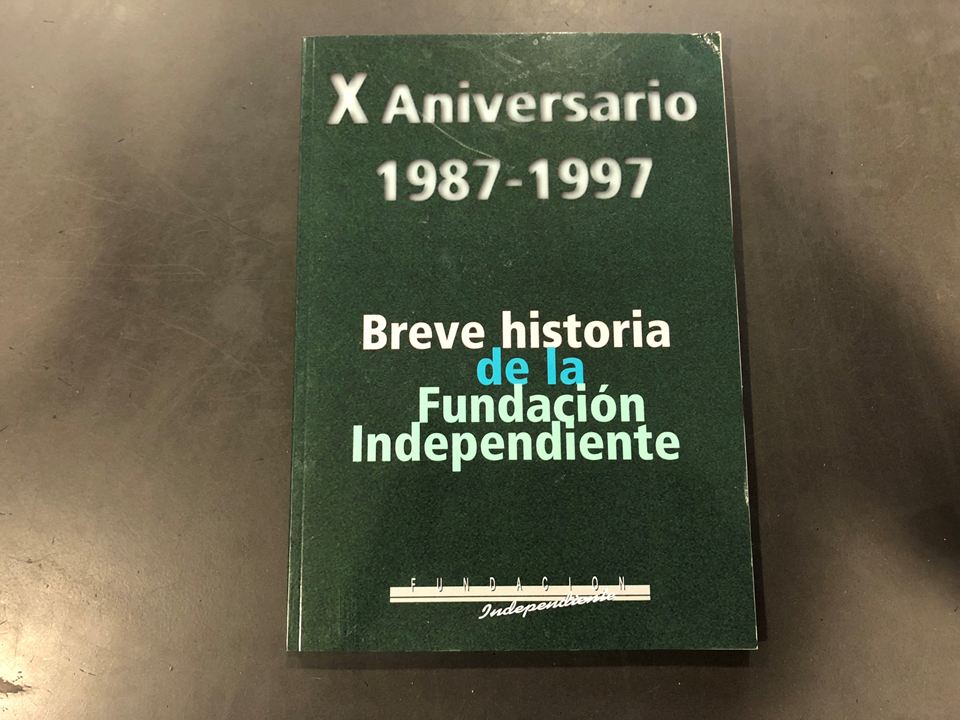 X Aniversario
1987-1997
Breve historia
de la
Fundación
Independiente
FUNDACION
Independiente